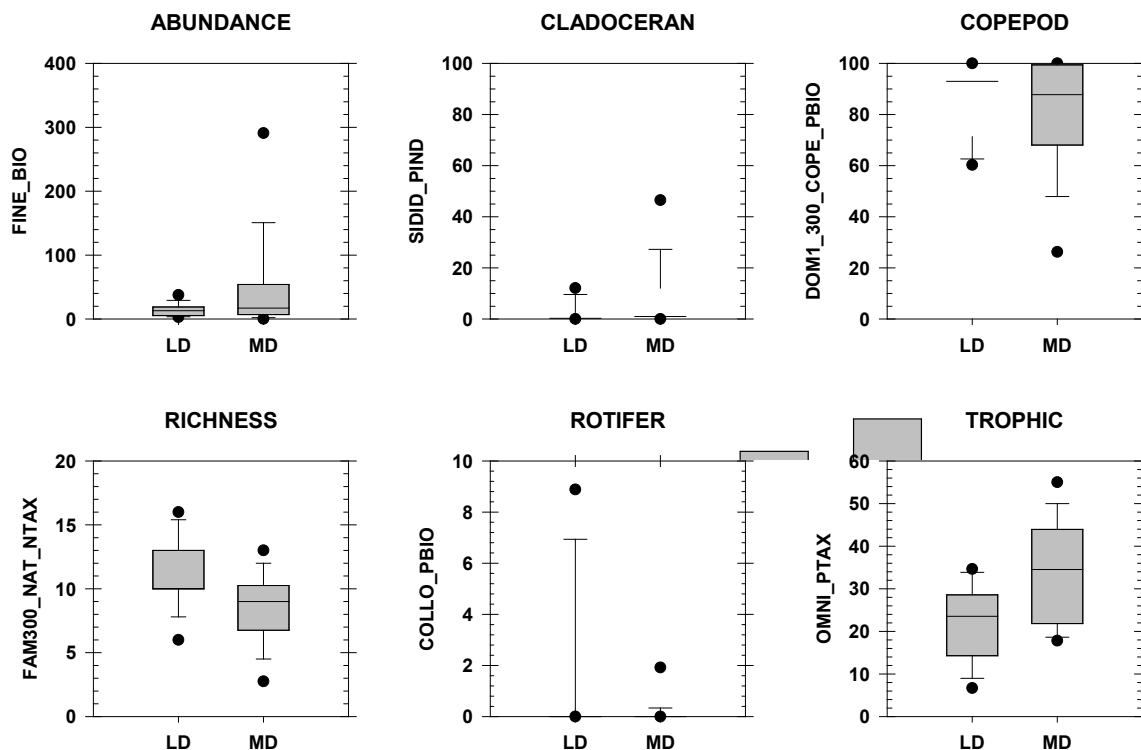 ABUNDANCE
CLADOCERAN
COPEPOD
FINE_BIO
400
300
200
100
0
LD MD
SIDID_PIND
100
80
60
40
20
0
LD MD
DOM1_300_COPE_PBIO
100
80
60
40
20
0
LD MD
RICHNESS
ROTIFER
TROPHIC
FAM300_NAT_NTAX
20
15
10
5
0
LD MD
COLLO_PBIO
10
8
6
4
2
0
LD MD
OMNI_PTAX
60
50
40
30
20
10
0
LD MD